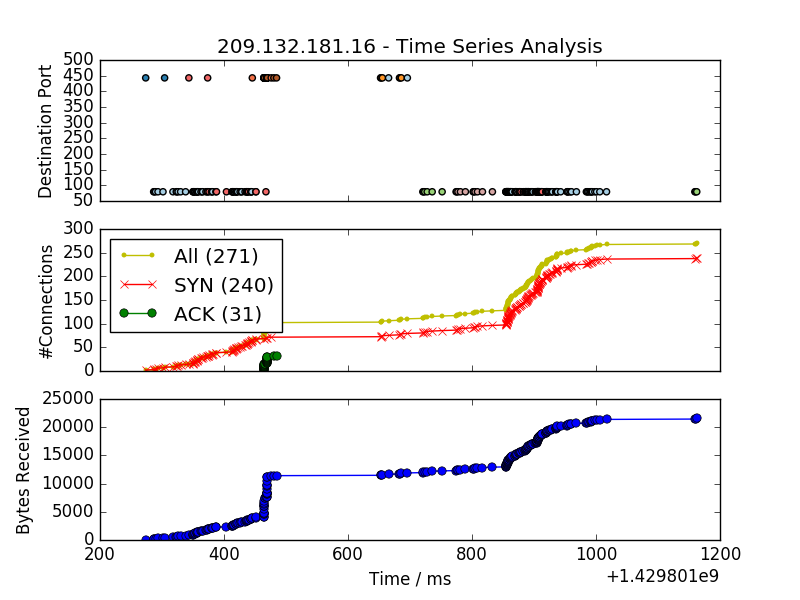 209.132.181.16 - Time Series Analysis
500
450
400
350
300
250
200
150
100
50
Destination Port
300
250
200
150
100
50
0
#Connections
All (271)
SYN (240)
ACK (31)
25000
20000
15000
10000
5000
0
Bytes Received
200 400 600 800 1000 1200
Time / ms
+1.429801e9